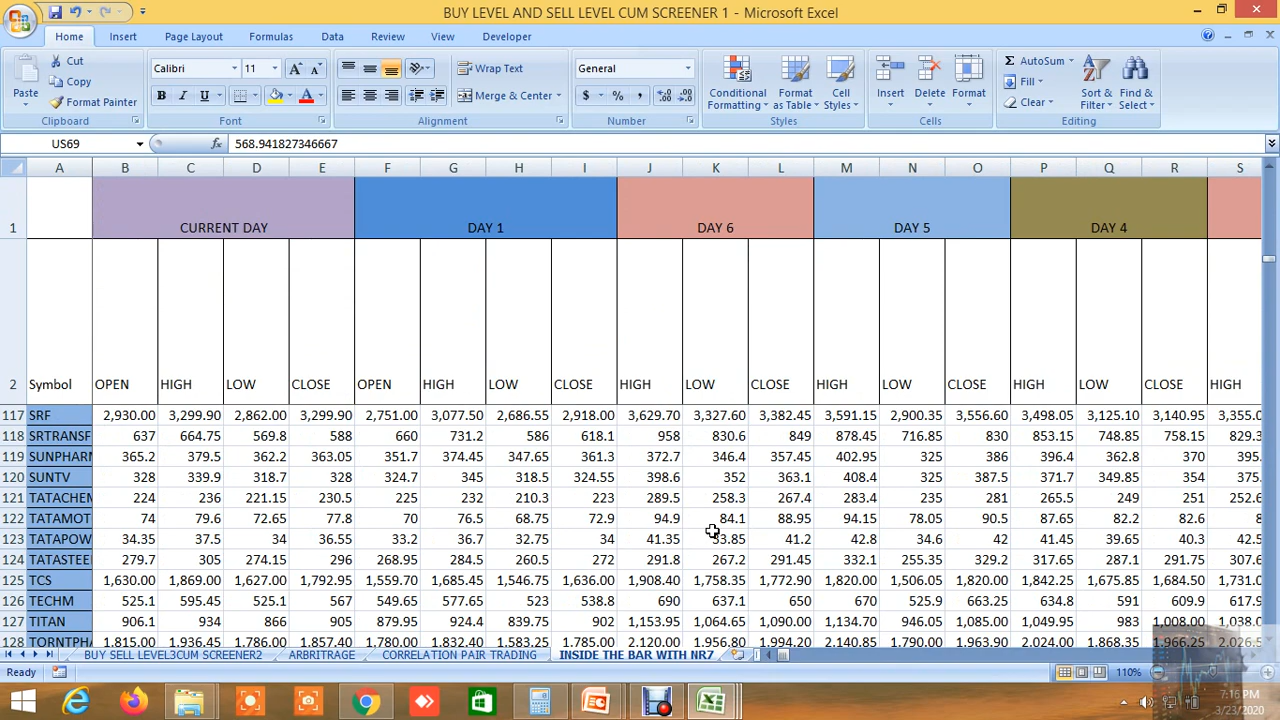 BUY LEVEL AND SELL LEVEL CUM SCREENER 1 - Microsoft Excel
Home Insert Page Layout Formulas Data Review View Developer
Paste Cut Copy Format Painter
Calibri 11 General
Wrap Text Merge & Center
Conditional Formatting Format as Table Cell Styles
Insert Delete Format
AutoSum Fill Clear Sort & Filter Find & Select
Clipboard Font Alignment Number Styles Cells Editing
US69 fx 568.941827346667
A B C D E F G H I J K L M N O P Q R S
1 CURRENT DAY DAY 1 DAY 6 DAY 5 DAY 4
2 Symbol OPEN HIGH LOW CLOSE OPEN HIGH LOW CLOSE HIGH LOW CLOSE HIGH LOW CLOSE HIGH LOW CLOSE HIGH
117 SRF 2,930.00 3,299.90 2,862.00 3,299.90 2,751.00 3,077.50 2,686.55 2,918.00 3,629.70 3,327.60 3,382.45 3,591.15 2,900.35 3,556.60 3,498.05 3,125.10 3,140.95 3,355.0
118 SRTRANSF 637 664.75 569.8 588 660 731.2 586 618.1 958 830.6 849 878.45 716.85 830 853.15 748.85 758.15 829.3
119 SUNPHARM 365.2 379.5 362.2 363.05 351.7 374.45 347.65 361.3 372.7 346.4 357.45 402.95 325 386 396.4 362.8 370 395.
120 SUNTV 328 339.9 318.7 328 324.7 345 318.5 324.55 398.6 352 363.1 408.4 325 387.5 371.7 349.85 354 376.
121 TATACHEM 224 236 221.15 230.5 225 232 210.3 223 289.5 258.3 267.4 283.4 235 281 265.5 249 251 252.6
122 TATAMOT 74 79.6 72.65 77.8 70 76.5 68.75 72.9 94.9 84.1 88.95 94.15 78.05 90.5 87.65 82.2 82.6 8
123 TATAPOW 34.35 37.5 34 36.55 33.2 36.7 32.75 34 41.35 33.85 41.2 42.8 34.6 42 41.45 39.65 40.3 42.5
124 TATASTEE 279.7 305 274.15 296 267.9 284.5 260.5 272 291.8 267.2 291.45 332.1 255.35 329.2 317.65 287.1 291.75 307.6
125 TCS 1,630.00 1,869.00 1,627.00 1,792.95 1,559.70 1,685.45 1,546.75 1,636.00 1,908.40 1,758.35 1,772.90 1,820.00 1,506.05 1,820.00 1,842.25 1,675.85 1,684.50 1,731.0
126 TECHM 525.1 595.45 525.1 567 549.65 577.65 523 538.8 690 637.1 650 670 525.9 663.25 634.8 591 609.9 617.9
127 TITAN 906.1 934 866 905 879.95 924.4 839.75 902 1,153.95 1,064.65 1,090.00 1,134.70 946.05 1,085.00 1,049.95 983 1,008.00 1,038.0
128 TORNTPHA 1,815.00 1,936.45 1,786.00 1,857.40 1,780.00 1,832.40 1,583.25 1,785.00 2,120.00 1,956.80 1,994.20 2,140.85 1,790.00 1,963.90 2,024.00 1,868.35 1,966.25 2,026.5
BUY SELL LEVEL3CUM SCREENER2 ARBITRAGE CORRELATION PAIR TRADING INSIDE THE BAR WITH NR7
Ready 110%
7:16 PM
3/23/2020